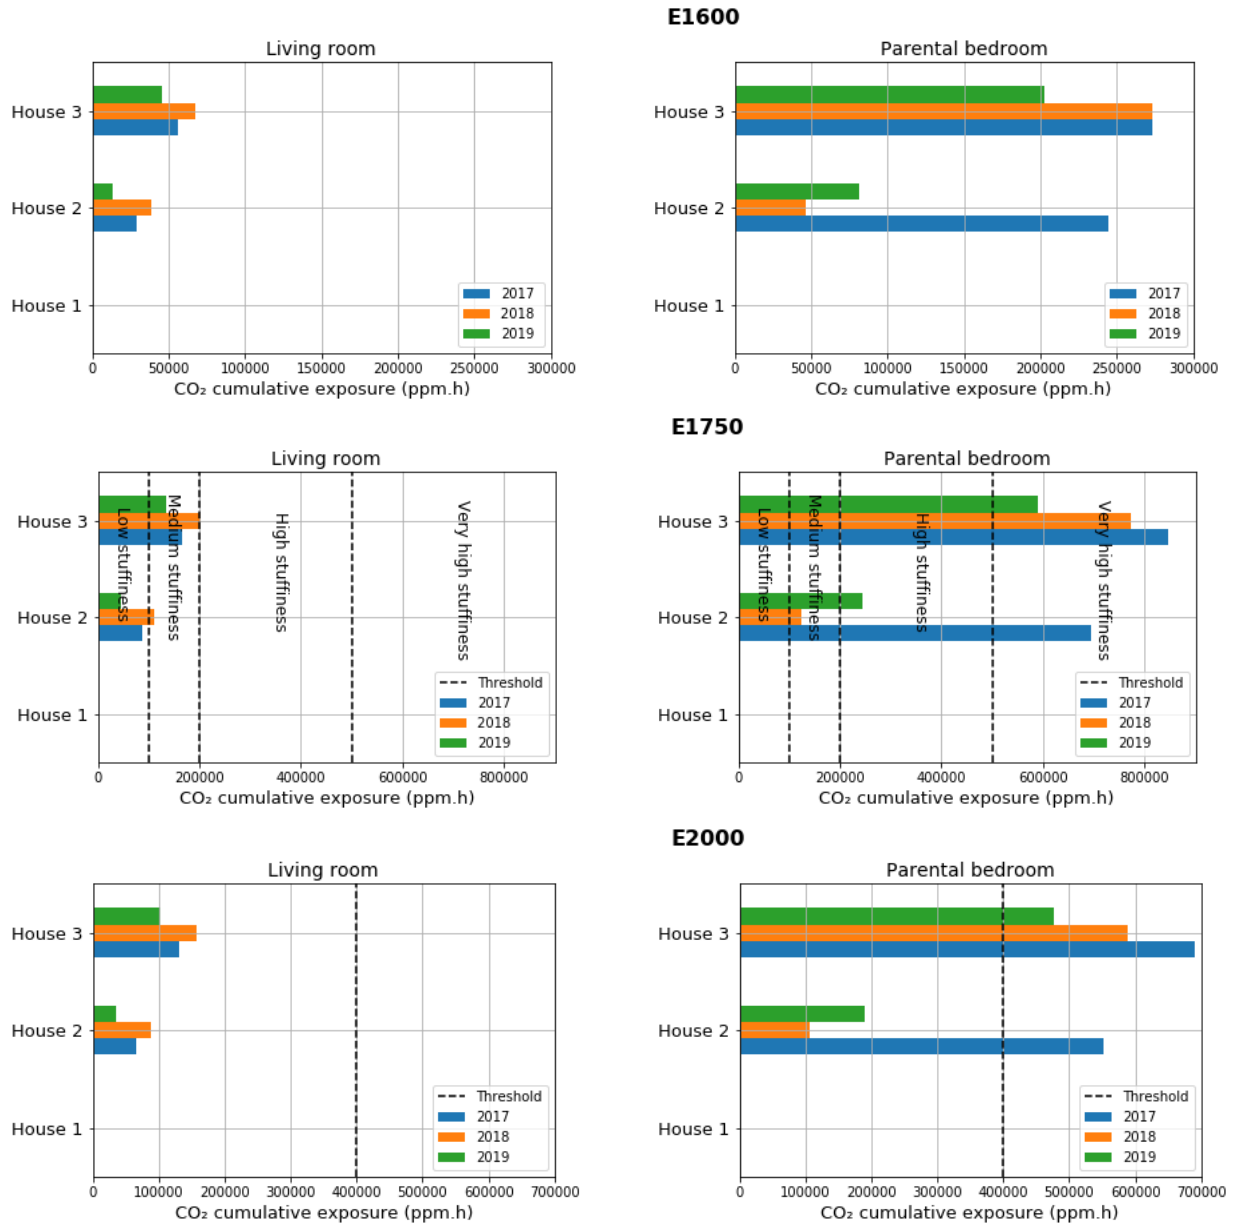 E1600
Living room
House 3
House 2
House 1
2017
2018
2019
0 50000 100000 150000 200000 250000 300000
CO₂ cumulative exposure (ppm.h)
Parental bedroom
2017
2018
2019
0 50000 100000 150000 200000 250000 300000
CO₂ cumulative exposure (ppm.h)
House 3
House 2
House 1
E1750
Living room
House 3
House 2
House 1
Low stuffiness
Medium stuffiness
High stuffiness
Very high stuffiness
Threshold
2017
2018
2019
0 200000 400000 600000 800000
CO₂ cumulative exposure (ppm.h)
Parental bedroom
House 3
House 2
House 1
Low stuffiness
Medium stuffiness
High stuffiness
Very high stuffiness
Threshold
2017
2018
2019
0 200000 400000 600000 800000
CO₂ cumulative exposure (ppm.h)
E2000
Living room
House 3
House 2
House 1
Threshold
2017
2018
2019
0 100000 200000 300000 400000 500000 600000 700000
CO₂ cumulative exposure (ppm.h)
Parental bedroom
House 3
House 2
House 1
Threshold
2017
2018
2019
0 100000 200000 300000 400000 500000 600000 700000
CO₂ cumulative exposure (ppm.h)